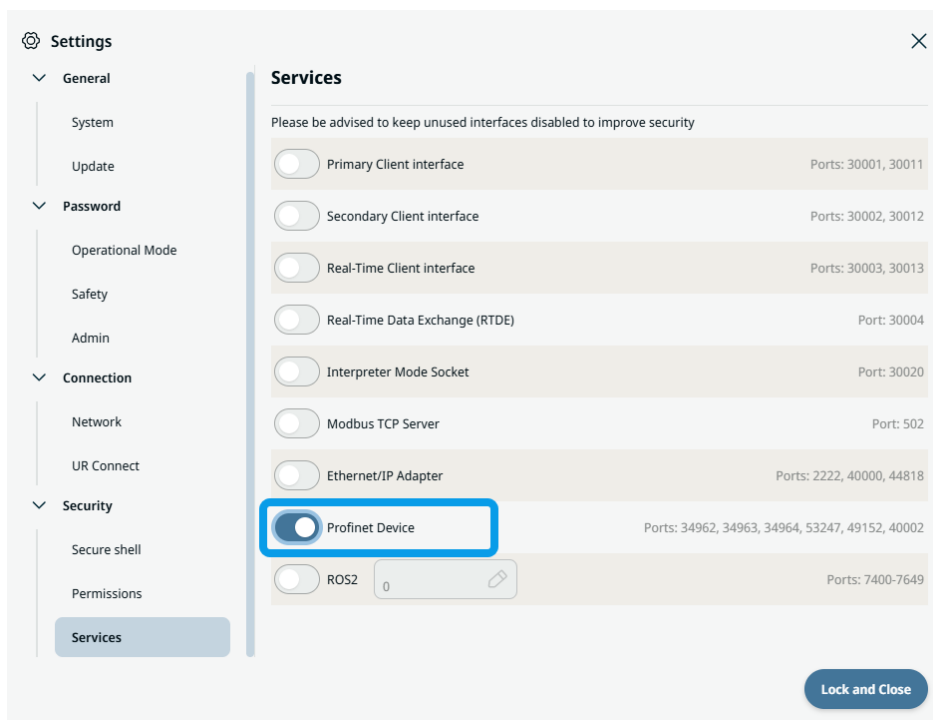 Settings
General
System
Update
Password
Operational Mode
Safety
Admin
Connection
Network
UR Connect
Security
Secure shell
Permissions
Services
Services
Please be advised to keep unused interfaces disabled to improve security
Primary Client interface Ports: 30001, 30011
Secondary Client interface Ports: 30002, 30012
Real-Time Client interface Ports: 30003, 30013
Real-Time Data Exchange (RTDE) Port: 30004
Interpreter Mode Socket Port: 30020
Modbus TCP Server Port: 502
Ethernet/IP Adapter Ports: 2222, 40000, 44818
Profinet Device Ports: 34962, 34963, 34964, 53247, 49152, 40002
ROS2 0 Ports: 7400-7649
Lock and Close